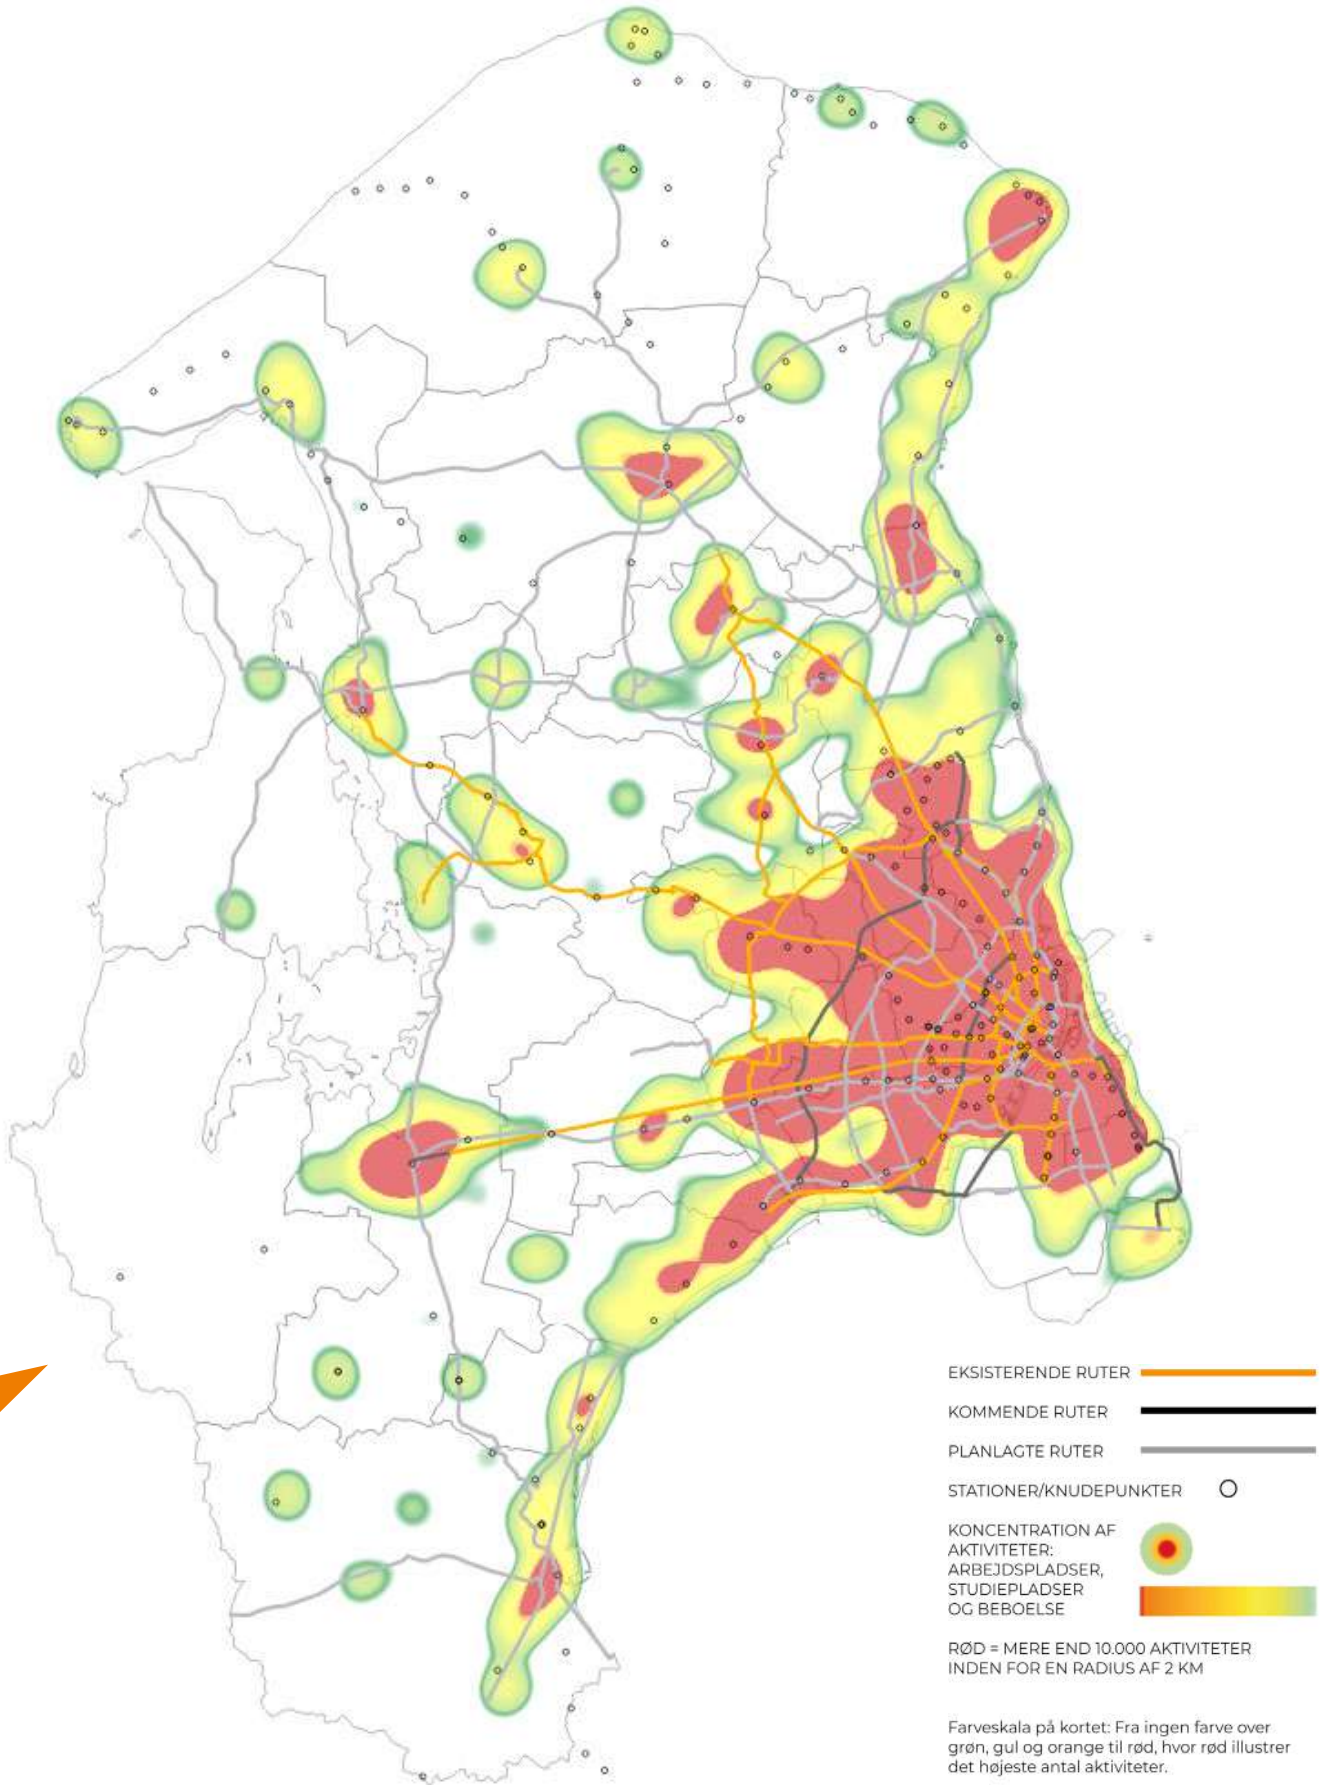 EKSISTERENDE RUTER
KOMMENDE RUTER
PLANLAGTE RUTER
STATIONER/KNUDEPUNKTER
KONCENTRATION AF
AKTIVITETER:
ARBEJDSPLADSER,
STUDIEPLADSER
OG BEBOELSE
RØD = MERE END 10.000 AKTIVITETER
INDEN FOR EN RADIUS AF 2 KM
Farveskala på kortet: Fra ingen farve over
grøn, gul og orange til rød, hvor rød illustrer
det højeste antal aktiviteter.